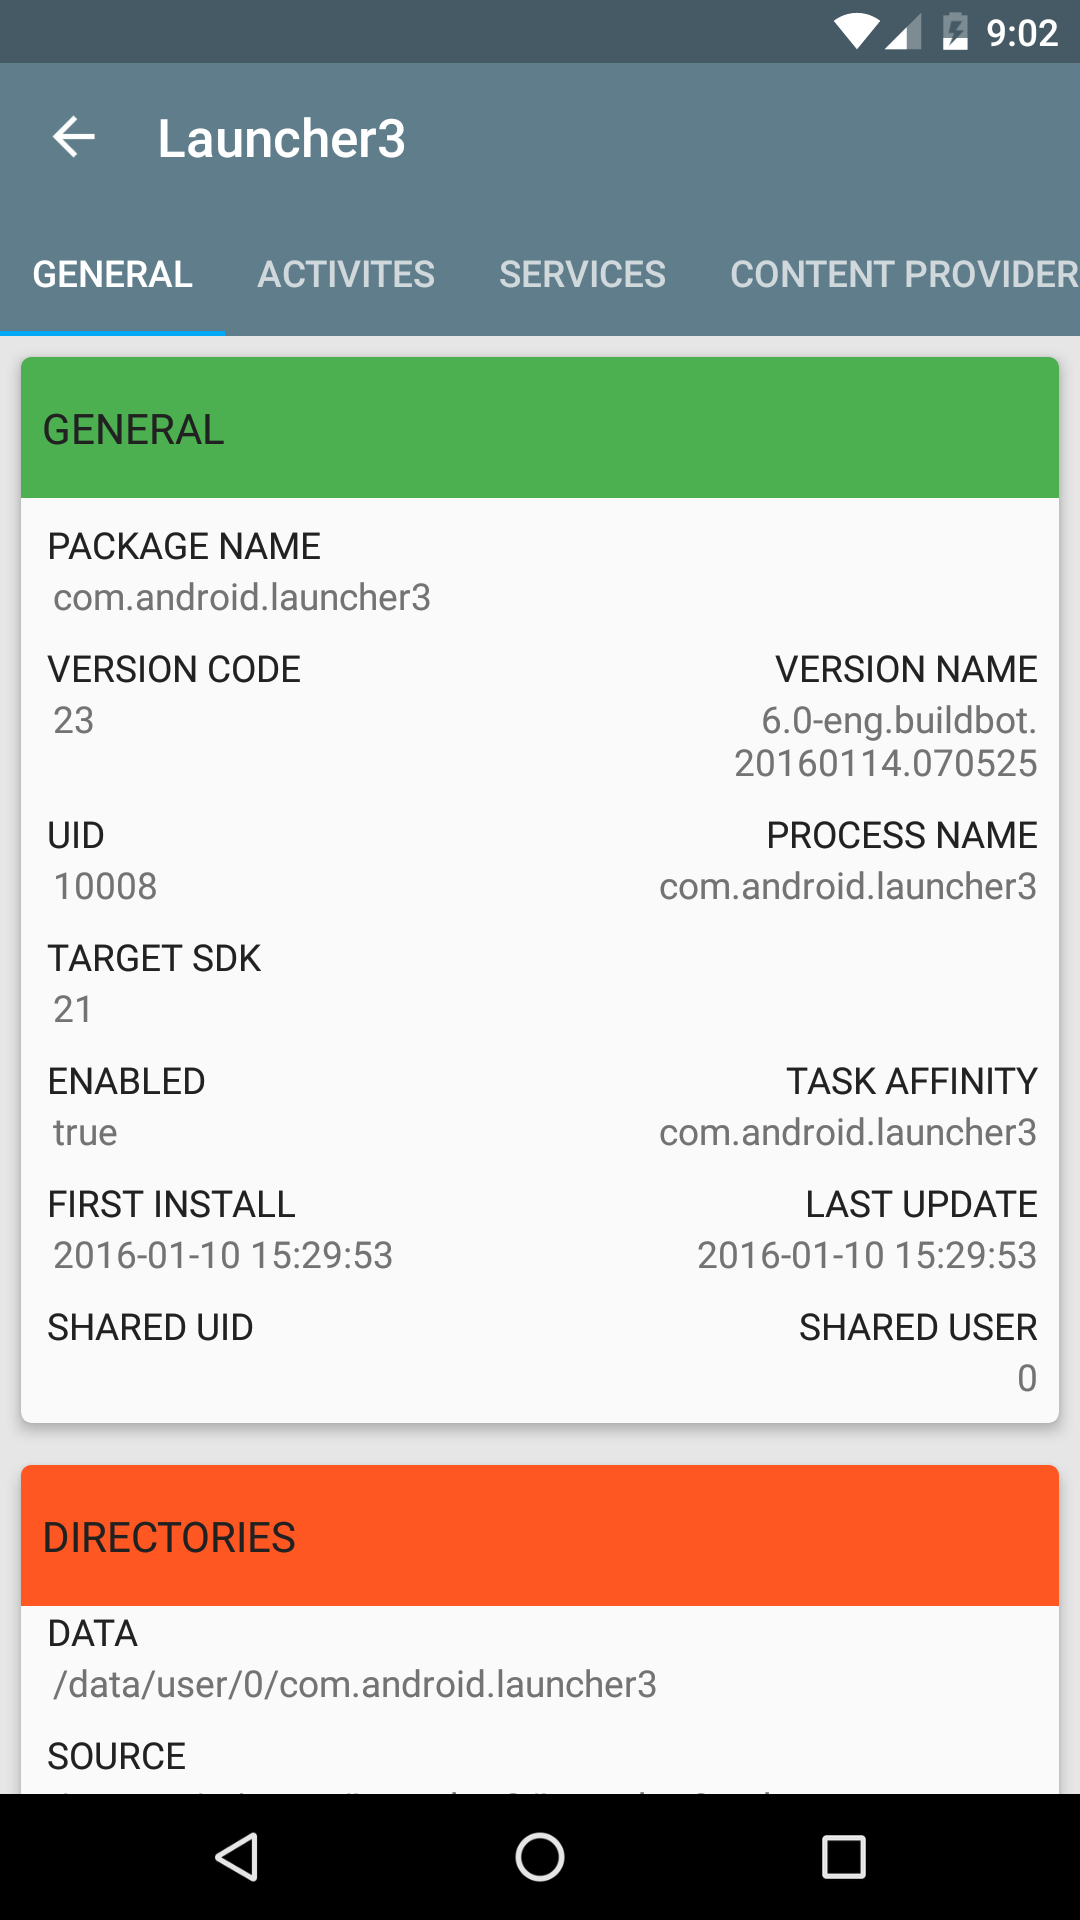 9:02
Launcher3
GENERAL ACTIVITES SERVICES CONTENT PROVIDER
GENERAL
PACKAGE NAME
com.android.launcher3
VERSION CODE VERSION NAME
23 6.0-eng.buildbot.
20160114.070525
UID PROCESS NAME
10008 com.android.launcher3
TARGET SDK
21
ENABLED TASK AFFINITY
true com.android.launcher3
FIRST INSTALL LAST UPDATE
2016-01-10 15:29:53 2016-01-10 15:29:53
SHARED UID SHARED USER
0
DIRECTORIES
DATA
/data/user/0/com.android.launcher3
SOURCE